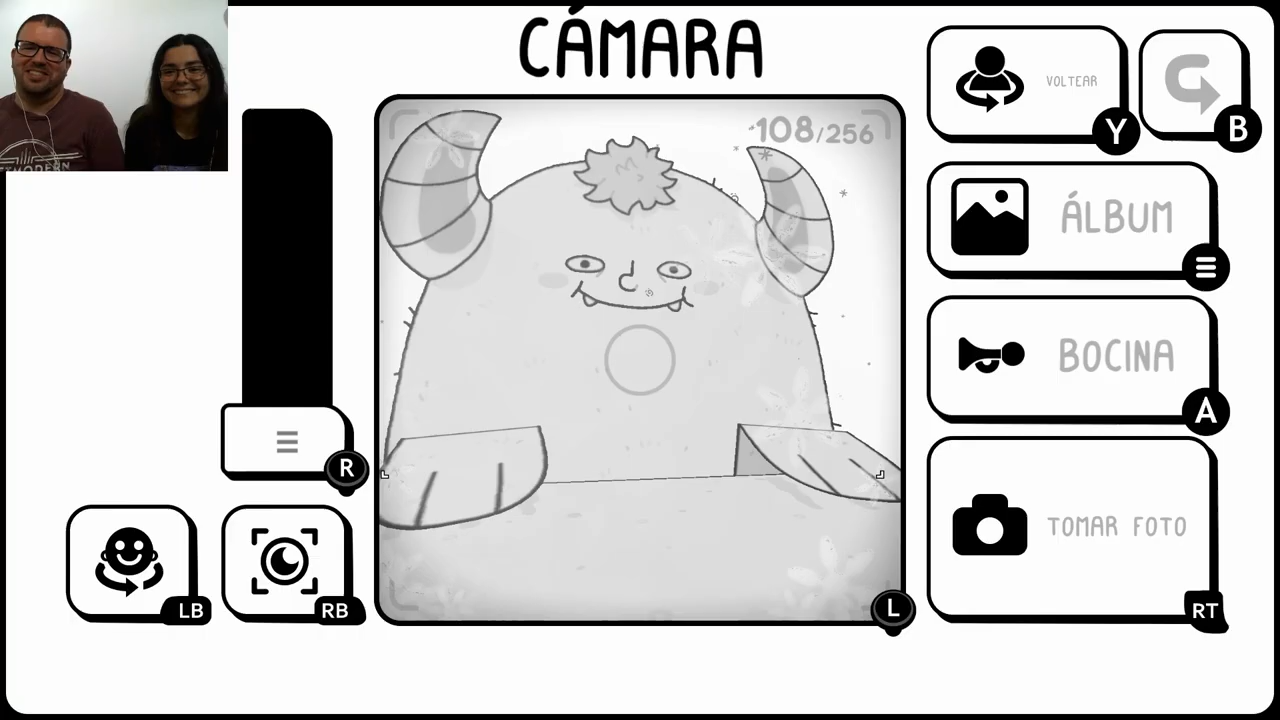 CÁMARA
108/256
VOLTEAR
Y
B
ÁLBUM
BOCINA
A
R
TOMAR FOTO
LB
RB
L
RT